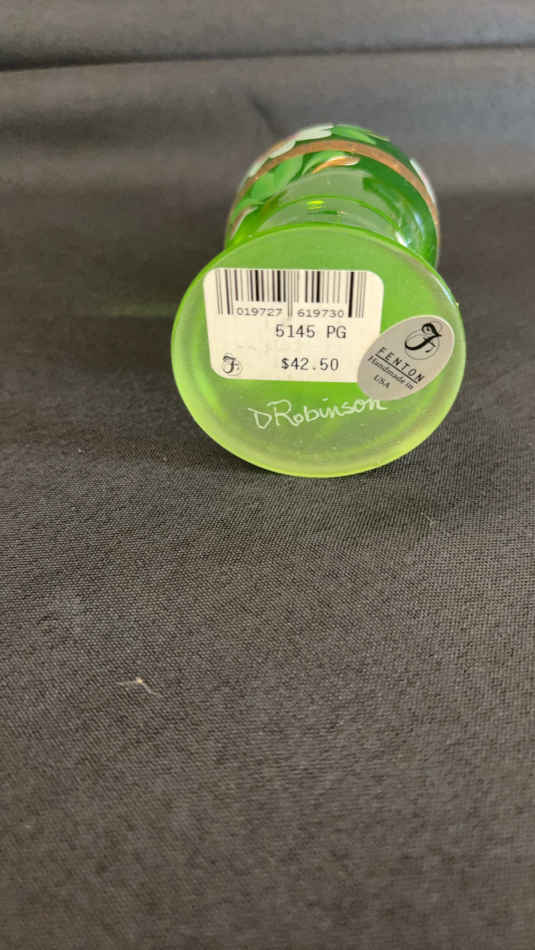 019727 619730
5145 PG
$42.50
F
FENTON
Handmade in
USA
DRobinson